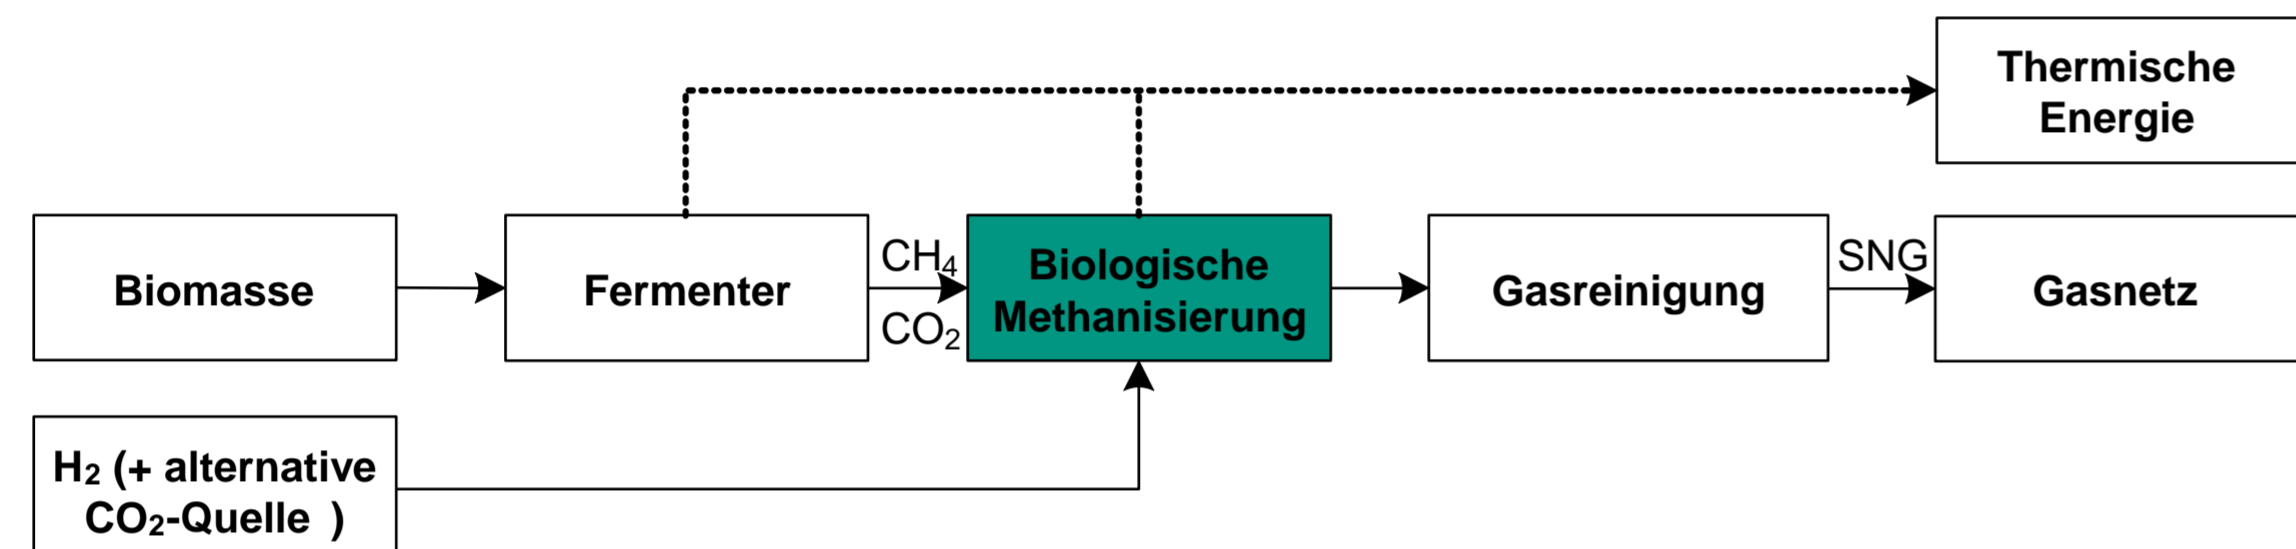 Thermische
Energie
Biomasse
Fermenter
CH₄
CO₂
Biologische
Methanisierung
Gasreinigung
SNG
Gasnetz
H₂ (+ alternative
CO₂-Quelle )